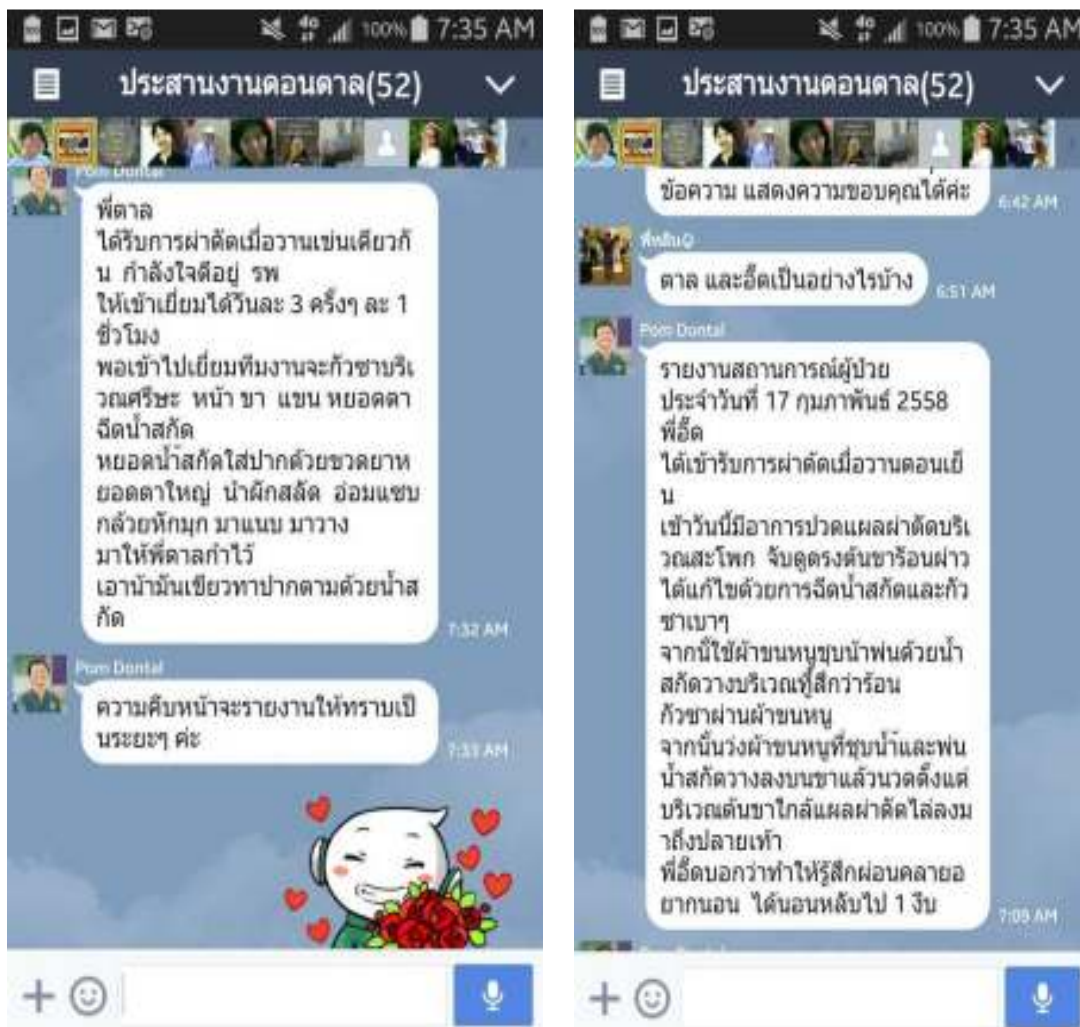 100% 7:35 AM
ประสานงานดอนตาล(52)
Pom Dontal
พี่ตาล
ได้รับการผ่าตัดเมื่อวานเช่นเดียวกั
น กำลังใจดีอยู่ รพ
ให้เข้าเยี่ยมได้วันละ 3 ครั้งๆ ละ 1
ชั่วโมง
พอเข้าไปเยี่ยมทีมงานจะกัวซาบริเ
วณศรีษะ หน้า ขา แขน หยอดตา
ฉีดน้ำสกัด
หยอดน้ำสกัดใส่ปากด้วยขวดยาห
ยอดตาใหญ่ นำผักสลัด อ่อมแซบ
กล้วยหักมุก มาแนบ มาวาง
มาให้พี่ตาลกำไว้
เอาน้ามันเขียวทาปากตามด้วยน้ำส
กัด
7:32 AM
Pom Dontal
ความคืบหน้าจะรายงานให้ทราบเป็
นระยะๆ ค่ะ
7:33 AM
100% 7:35 AM
ประสานงานดอนตาล(52)
ข้อความ แสดงความขอบคุณได้ค่ะ
6:42 AM
ตาล และอี๊ดเป็นอย่างไรบ้าง
6:51 AM
Pom Dontal
รายงานสถานการณ์ผู้ป่วย
ประจำวันที่ 17 กุมภาพันธ์ 2558
พี่อี๊ด
ได้เข้ารับการผ่าตัดเมื่อวานตอนเย็
น
เช้าวันนี้มีอาการปวดแผลผ่าตัดบริเ
วณสะโพก จับดูตรงต้นขาร้อนผ่าว
ได้แก้ไขด้วยการฉีดน้ำสกัดและกัว
ซาเบาๆ
จากนี้ใช้ผ้าขนหนูชุบน้าพ่นด้วยน้ำ
สกัดวางบริเวณที่สึกว่าร้อน
กัวซาผ่านผ้าขนหนู
จากนั้นว่งผ้าขนหนูที่ชุบน้ำและพ่น
น้ำสกัดวางลงบนขาแล้วนวดตั้งแต่
บริเวณต้นขาใกล้แผลผ่าตัดไล่ลงม
าถึงปลายเท้า
พี่อี๊ดบอกว่าทำให้รู้สึกผ่อนคลายอ
ยากนอน ได้นอนหลับไป 1 งีบ
7:09 AM
Pom Dontal